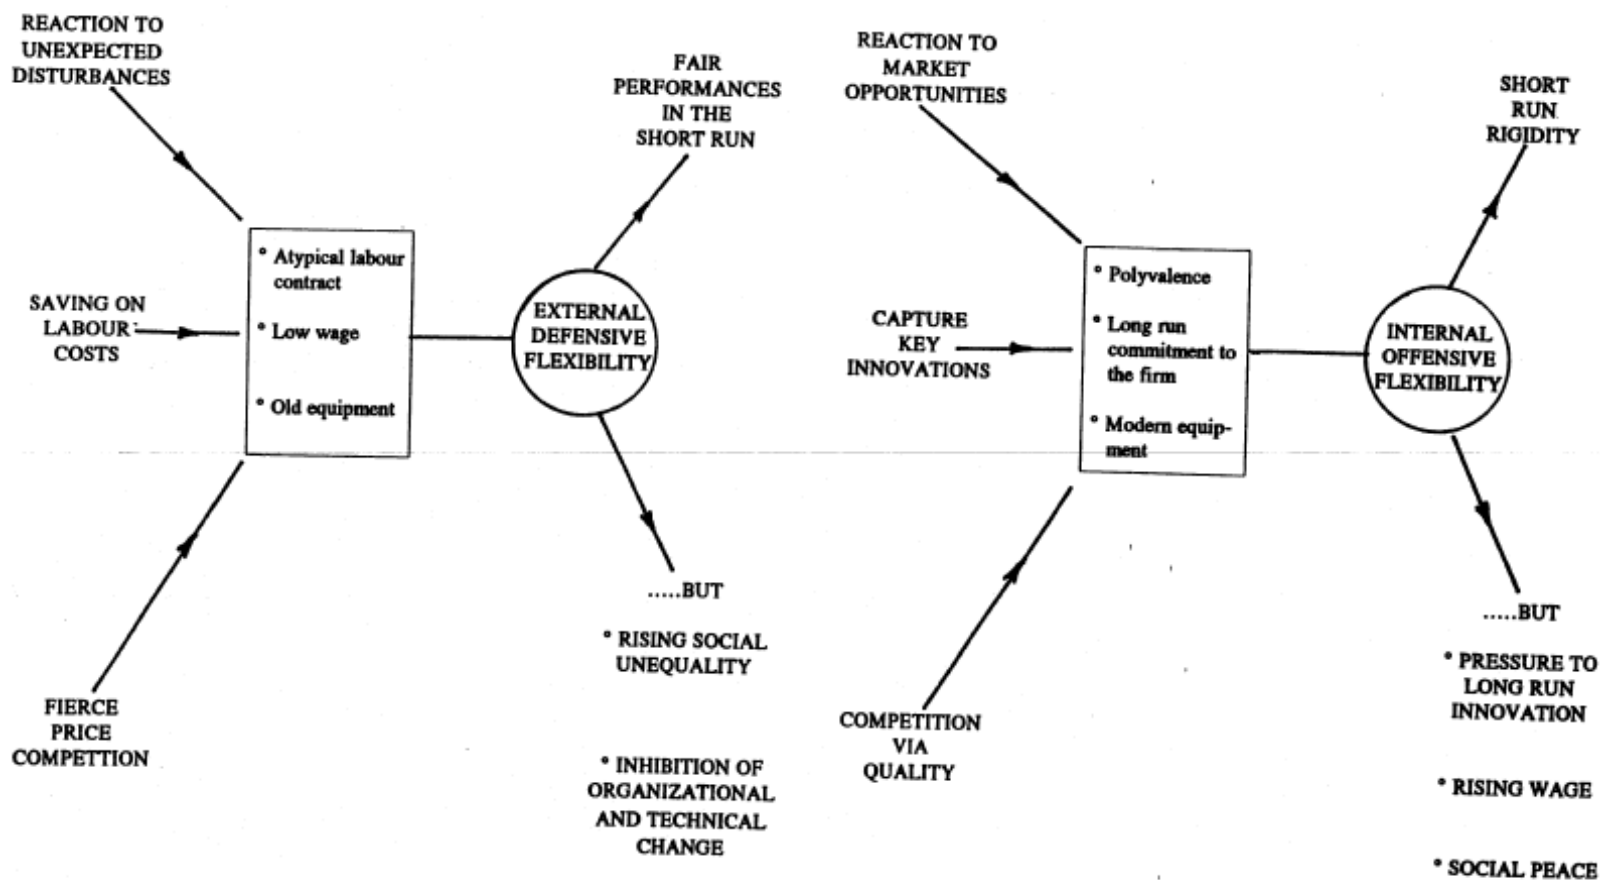 REACTION TO
UNEXPECTED
DISTURBANCES
FAIR
PERFORMANCES
IN THE
SHORT RUN
° Atypical labour
contract
° Low wage
° Old equipment
SAVING ON
LABOUR
COSTS
EXTERNAL
DEFENSIVE
FLEXIBILITY
FIERCE
PRICE
COMPETTION
.....BUT
° RISING SOCIAL
UNEQUALITY
° INHIBITION OF
ORGANIZATIONAL
AND TECHNICAL
CHANGE
REACTION TO
MARKET
OPPORTUNITIES
SHORT
RUN
RIGIDITY
° Polyvalence
° Long run
commitment to
the firm
° Modern equip-
ment
CAPTURE
KEY
INNOVATIONS
INTERNAL
OFFENSIVE
FLEXIBILITY
COMPETITION
VIA
QUALITY
.....BUT
° PRESSURE TO
LONG RUN
INNOVATION
° RISING WAGE
° SOCIAL PEACE